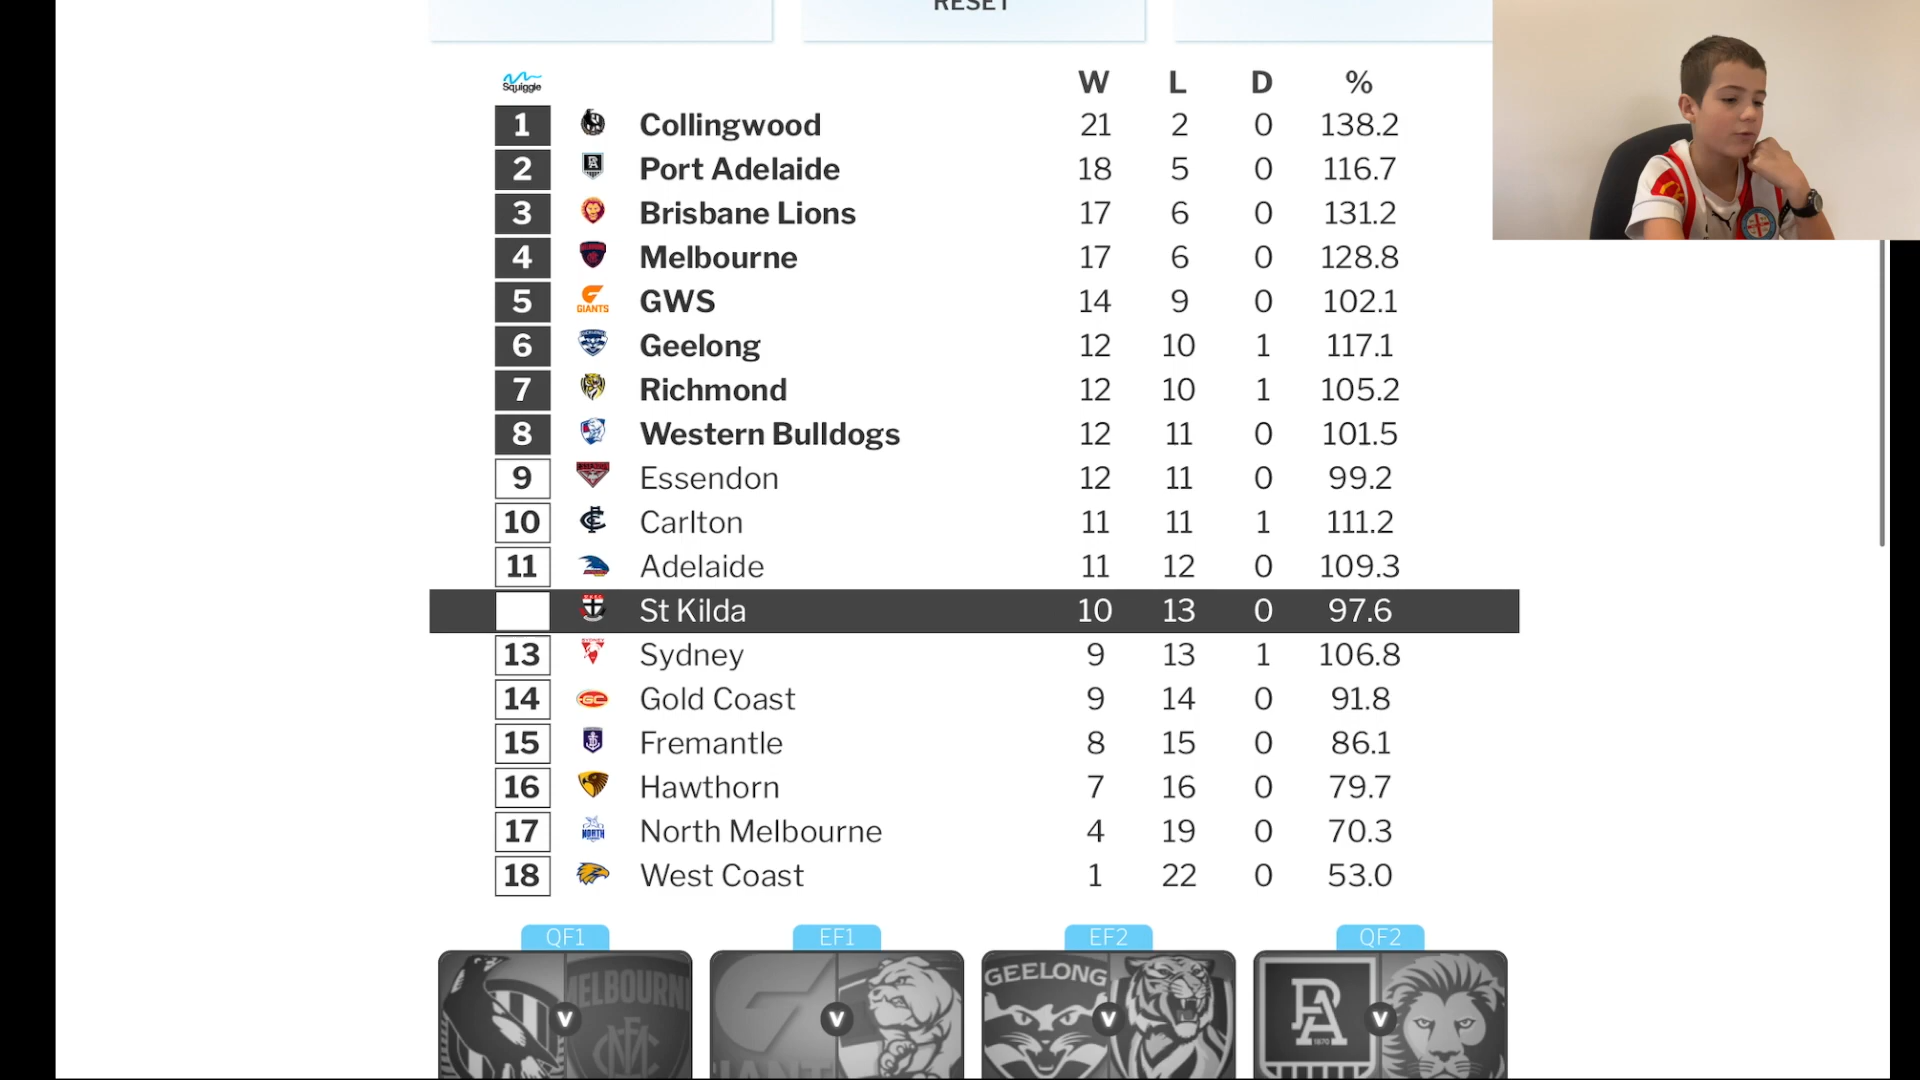 RESET
Squiggle W L D %
1 Collingwood 21 2 0 138.2
2 Port Adelaide 18 5 0 116.7
3 Brisbane Lions 17 6 0 131.2
4 Melbourne 17 6 0 128.8
5 GIANTS GWS 14 9 0 102.1
6 Geelong 12 10 1 117.1
7 Richmond 12 10 1 105.2
8 Western Bulldogs 12 11 0 101.5
9 Essendon 12 11 0 99.2
10 Carlton 11 11 1 111.2
11 Adelaide 11 12 0 109.3
St Kilda 10 13 0 97.6
13 Sydney 9 13 1 106.8
14 GC Gold Coast 9 14 0 91.8
15 Fremantle 8 15 0 86.1
16 Hawthorn 7 16 0 79.7
17 NORTH North Melbourne 4 19 0 70.3
18 West Coast 1 22 0 53.0
QF1 EF1 EF2 QF2
MELBOURNE GEELONG
V V V V
PA
1870
GIANTS